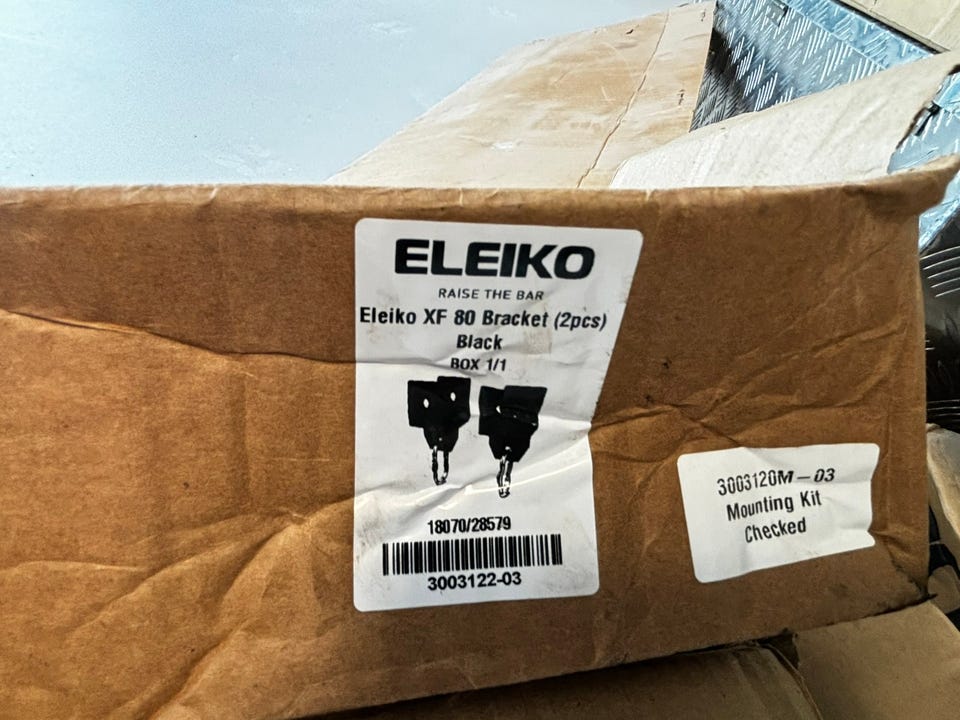 ELEIKO
RAISE THE BAR
Eleiko XF 80 Bracket (2pcs)
Black
BOX 1/1
18070/28579
3003122-03
3003120M-03
Mounting Kit
Checked